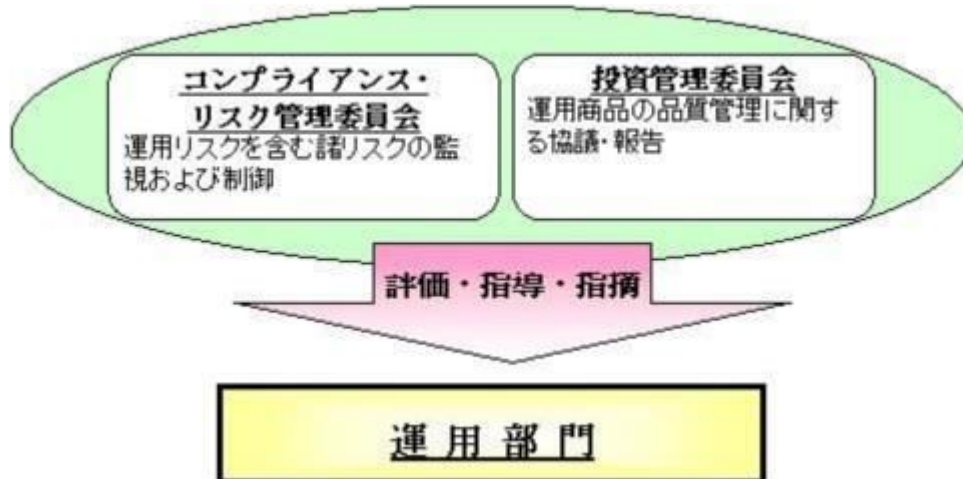 コンプライアンス・
リスク管理委員会
運用リスクを含む諸リスクの監
視および制御
投資管理委員会
運用商品の品質管理に関す
る協議・報告
評価・指導・指摘
運用部門